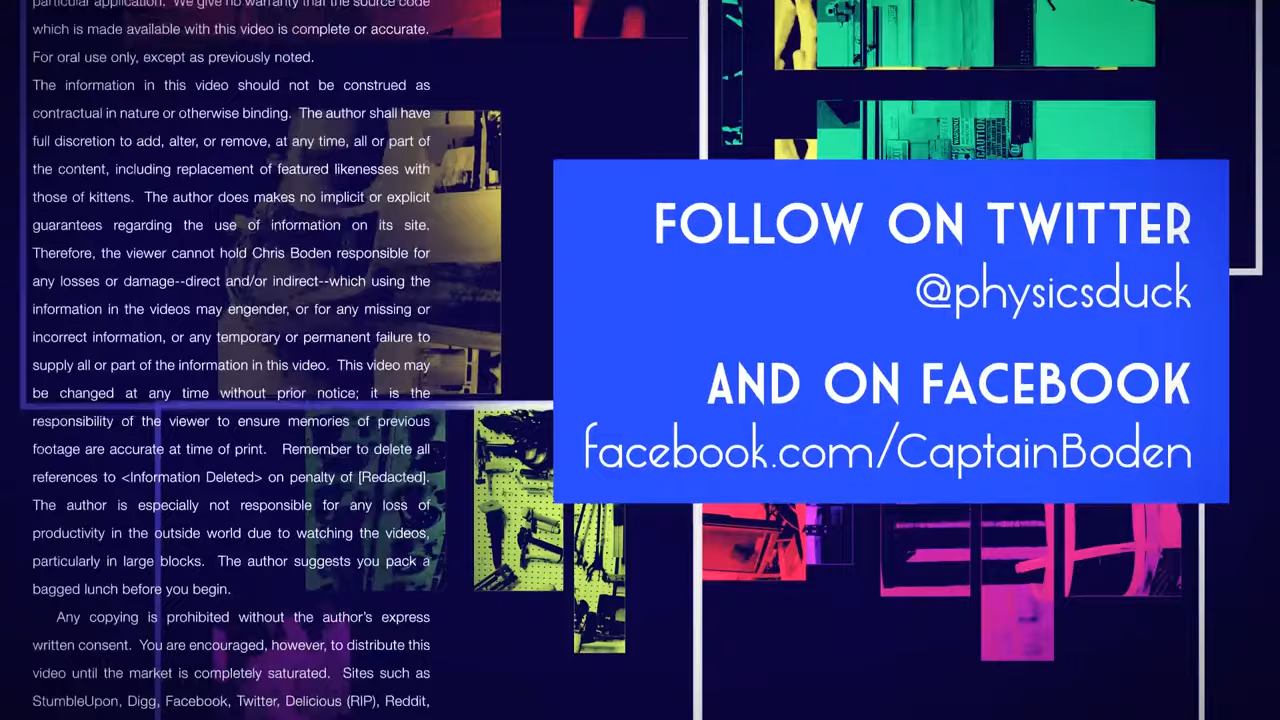 particular application. We give no warranty that the source code
which is made available with this video is complete or accurate.
For oral use only, except as previously noted.
The information in this video should not be construed as
contractual in nature or otherwise binding. The author shall have
full discretion to add, alter, or remove, at any time, all or part of
the content, including replacement of featured likenesses with
those of kittens. The author does makes no implicit or explicit
guarantees regarding the use of information on its site.
Therefore, the viewer cannot hold Chris Boden responsible for
any losses or damage--direct and/or indirect--which using the
information in the videos may engender, or for any missing or
incorrect information, or any temporary or permanent failure to
supply all or part of the information in this video. This video may
be changed at any time without prior notice; it is the
responsibility of the viewer to ensure memories of previous
footage are accurate at time of print. Remember to delete all
references to <Information Deleted> on penalty of [Redacted].
The author is especially not responsible for any loss of
productivity in the outside world due to watching the videos,
particularly in large blocks. The author suggests you pack a
bagged lunch before you begin.
Any copying is prohibited without the author's express
written consent. You are encouraged, however, to distribute this
video until the market is completely saturated. Sites such as
StumbleUpon, Digg, Facebook, Twitter, Delicious (RIP), Reddit,
FOLLOW ON TWITTER
@physicsduck
AND ON FACEBOOK
facebook.com/CaptainBoden
CAUTION